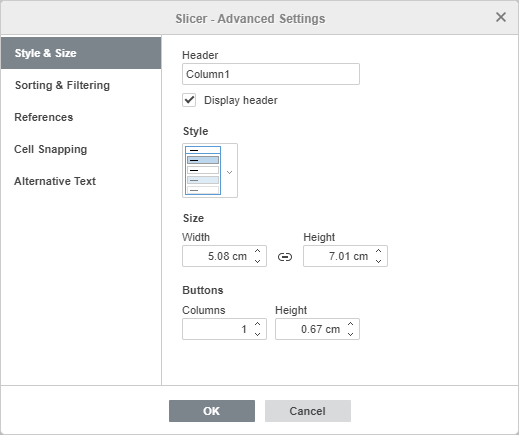 Slicer - Advanced Settings
Style & Size
Sorting & Filtering
References
Cell Snapping
Alternative Text
Header
Column1
Display header
Style
Size
Width Height
5.08 cm 7.01 cm
Buttons
Columns Height
1 0.67 cm
OK Cancel